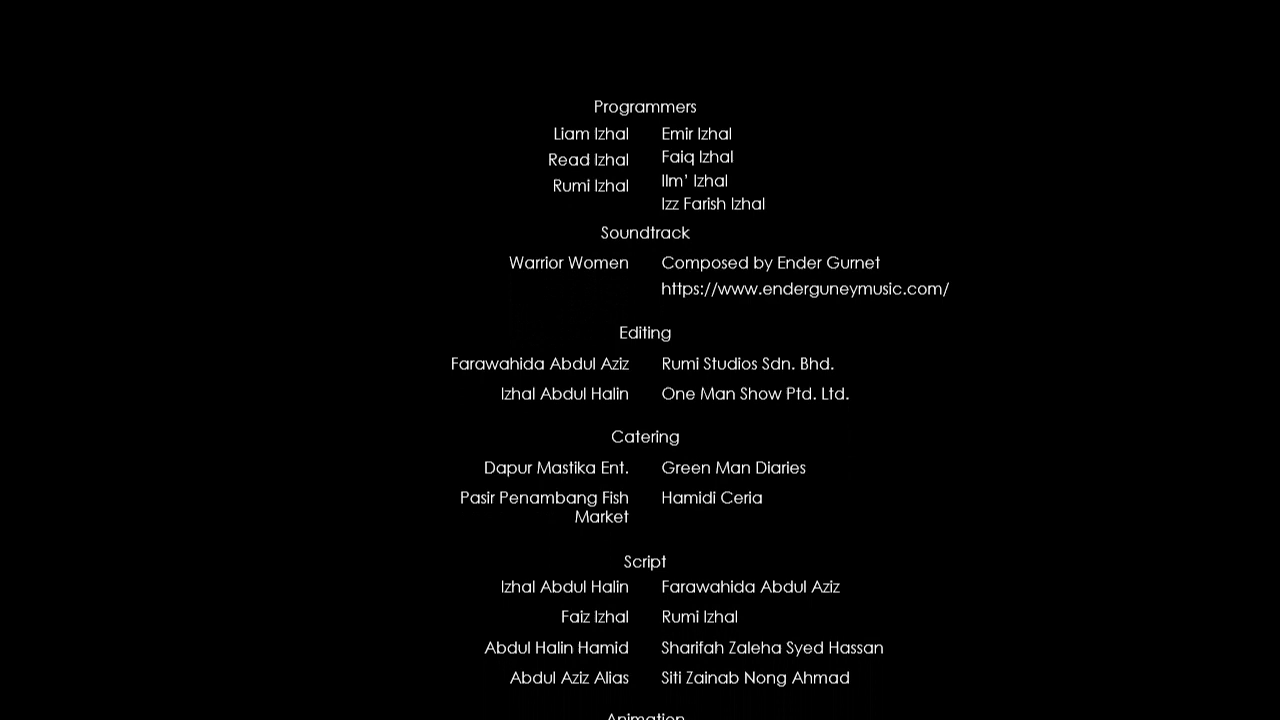 Programmers
Liam Izhal Emir Izhal
Read Izhal Faiq Izhal
Rumi Izhal Ilm' Izhal
Izz Farish Izhal
Soundtrack
Warrior Women Composed by Ender Gurnet
https://www.enderguneymusic.com/
Editing
Farawahida Abdul Aziz Rumi Studios Sdn. Bhd.
Izhal Abdul Halin One Man Show Ptd. Ltd.
Catering
Dapur Mastika Ent. Green Man Diaries
Pasir Penambang Fish Hamidi Ceria
Market
Script
Izhal Abdul Halin Farawahida Abdul Aziz
Faiz Izhal Rumi Izhal
Abdul Halin Hamid Sharifah Zaleha Syed Hassan
Abdul Aziz Alias Siti Zainab Nong Ahmad
Animation